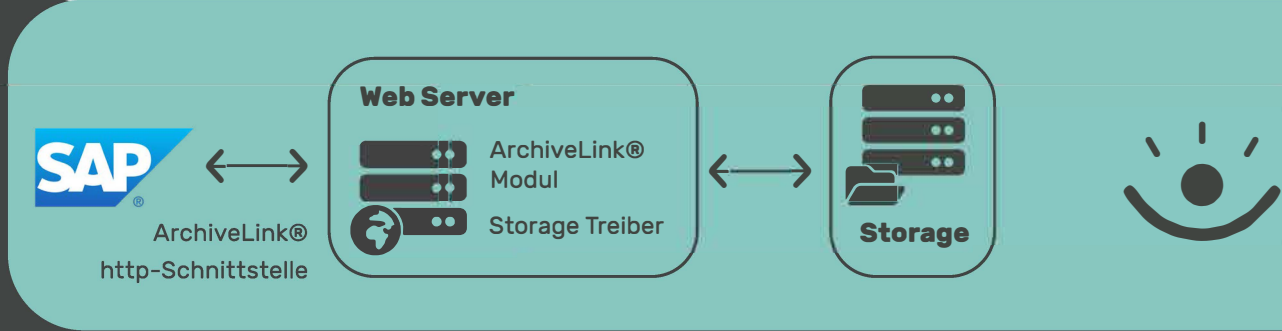 SAP
®
ArchiveLink®
http-Schnittstelle
Web Server
ArchiveLink®
Modul
Storage Treiber
Storage